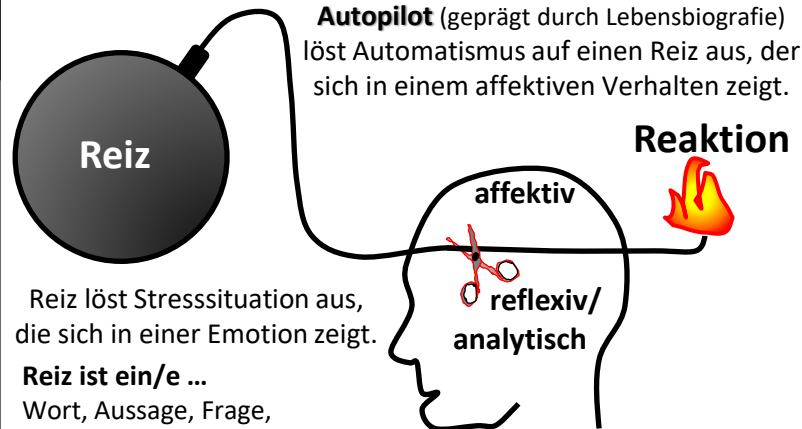 Autopilot (geprägt durch Lebensbiografie)
löst Automatismus auf einen Reiz aus, der
sich in einem affektiven Verhalten zeigt.
Reiz
Reaktion
affektiv
reflexiv/
analytisch
Reiz löst Stresssituation aus,
die sich in einer Emotion zeigt.
Reiz ist ein/e ...
Wort, Aussage, Frage,